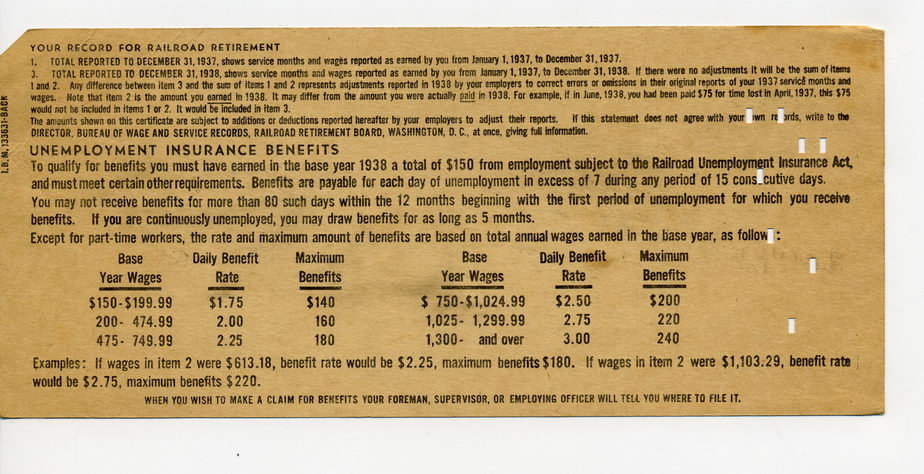 YOUR RECORD FOR RAILROAD RETIREMENT
1. TOTAL REPORTED TO DECEMBER 31, 1937, shows service months and wages reported as earned by you from January 1, 1937, to December 31, 1937.
3. TOTAL REPORTED TO DECEMBER 31, 1938, shows service months and wages reported as earned by you from January 1, 1937, to December 31, 1938. If there were no adjustments it will be the sum of items
1 and 2. Any difference between item 3 and the sum of items 1 and 2 represents adjustments reported in 1938 by your employers to correct errors or omissions in their original reports of your 1937 service months and
wages. Note that item 2 is the amount you earned in 1938. It may differ from the amount you were actually paid in 1938. For example, if in June, 1938, you had been paid $75 for time lost in April, 1937, this $75
would not be included in items 1 or 2. It would be included in item 3.
The amounts shown on this certificate are subject to additions or deductions reported hereafter by your employers to adjust their reports. If this statement does not agree with your own records, write to the
DIRECTOR, BUREAU OF WAGE AND SERVICE RECORDS, RAILROAD RETIREMENT BOARD, WASHINGTON, D. C., at once, giving full information.
UNEMPLOYMENT INSURANCE BENEFITS
To qualify for benefits you must have earned in the base year 1938 a total of $150 from employment subject to the Railroad Unemployment Insurance Act,
and must meet certain other requirements. Benefits are payable for each day of unemployment in excess of 7 during any period of 15 consecutive days.
You may not receive benefits for more than 80 such days within the 12 months beginning with the first period of unemployment for which you receive
benefits. If you are continuously unemployed, you may draw benefits for as long as 5 months.
Except for part-time workers, the rate and maximum amount of benefits are based on total annual wages earned in the base year, as follows:
Base Daily Benefit Maximum Base Daily Benefit Maximum
Year Wages Rate Benefits Year Wages Rate Benefits
$150-$199.99 $1.75 $140 $ 750-$1,024.99 $2.50 $200
200- 474.99 2.00 160 1,025- 1,299.99 2.75 220
475- 749.99 2.25 180 1,300- and over 3.00 240
Examples: If wages in item 2 were $613.18, benefit rate would be $2.25, maximum benefits $180. If wages in item 2 were $1,103.29, benefit rate
would be $2.75, maximum benefits $220.
WHEN YOU WISH TO MAKE A CLAIM FOR BENEFITS YOUR FOREMAN, SUPERVISOR, OR EMPLOYING OFFICER WILL TELL YOU WHERE TO FILE IT.
I.B.M. 133631-BACK